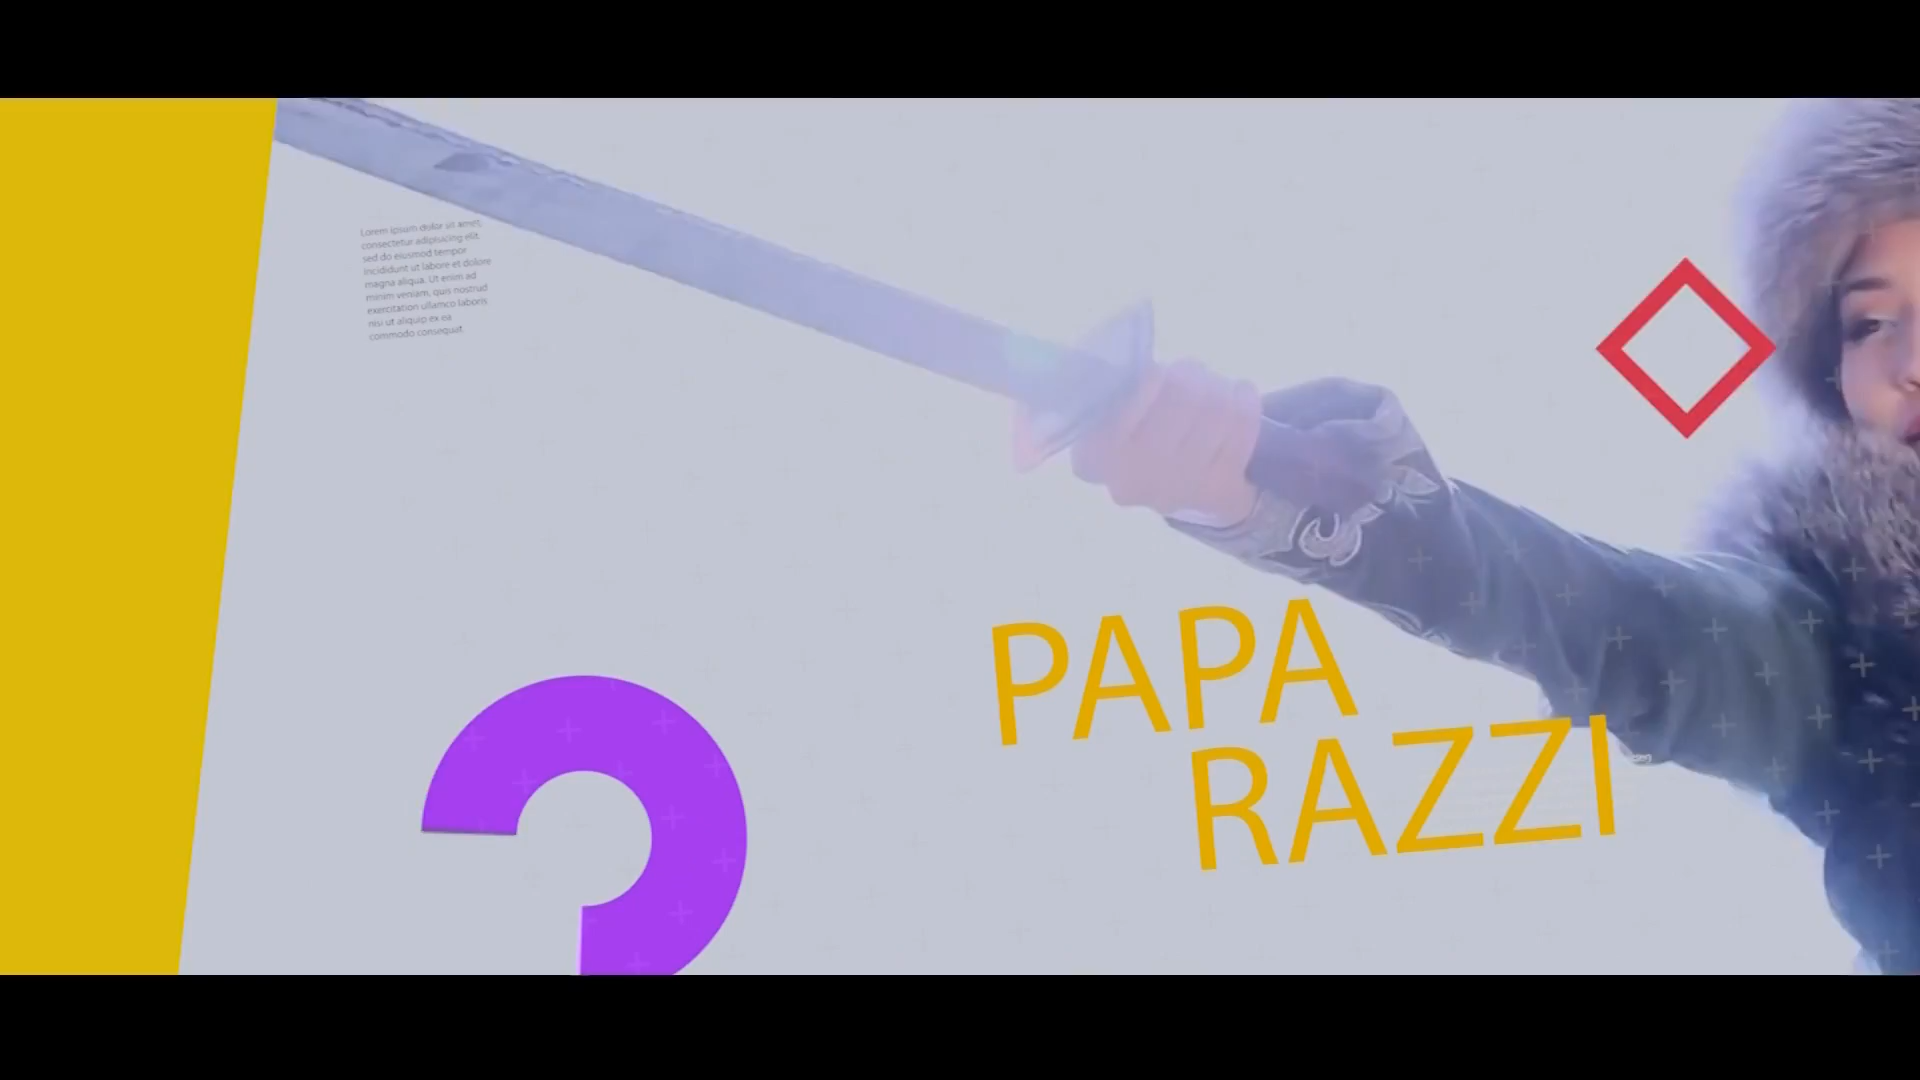 Lorem ipsum dolor us amet,
consectetur adipiscing elit,
sed do eiusmod tempor
incididunt ut labore et dolore
magna aliqua. Ut enim ad
minim veniam, quis nostrud
exercitation ullamco laboris
nisi ut aliquip ex ea
commodo consequat.
PAPA
RAZZI